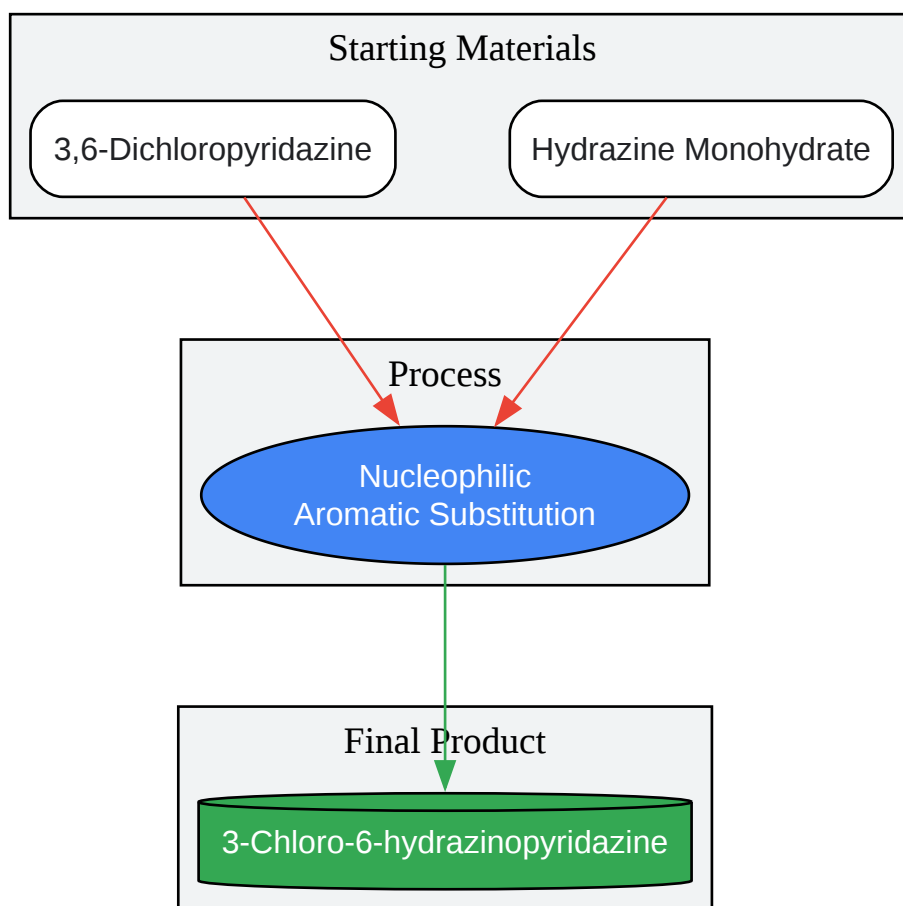 Starting Materials
3,6-Dichloropyridazine
Hydrazine Monohydrate
Process
Nucleophilic
Aromatic Substitution
Final Product
3-Chloro-6-hydrazinopyridazine